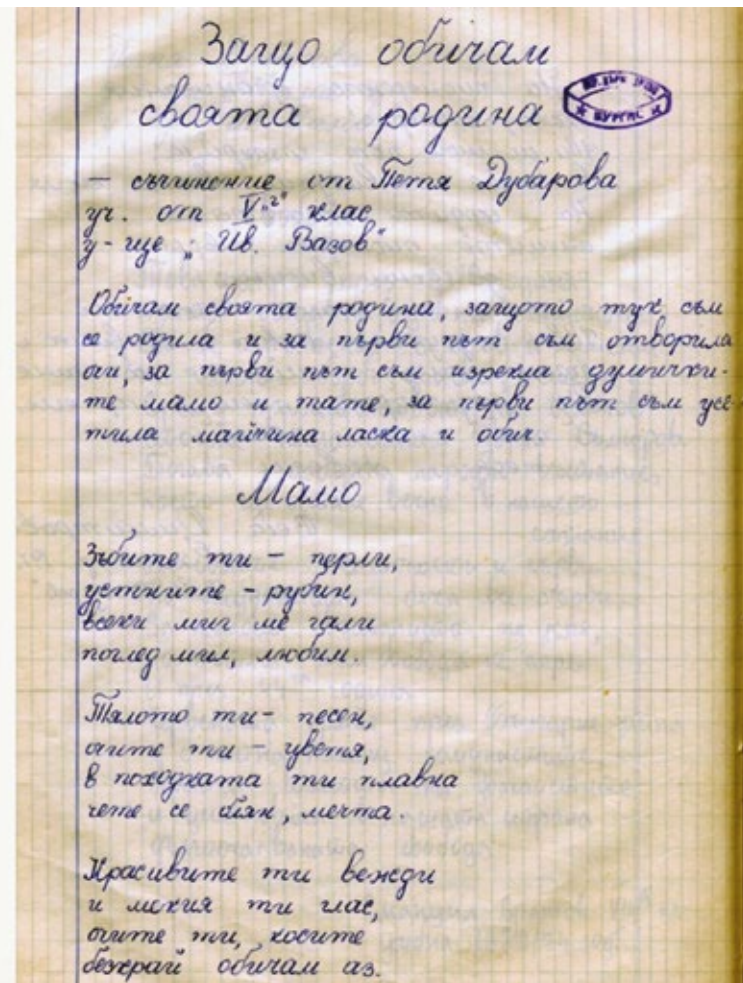 Защо обичам
своята родина
БУРГАС
– съчинение от Петя Дубарова
уч. от V "г" клас
у-ще „Ив. Вазов“
Обичам своята родина, защото тук съм
се родила и за първи път съм отворила
очи, за първи път съм изрекла думички-
те мамо и тате, за първи път съм усе-
тила майчина ласка и обич.
Мамо
Зъбите ти – перли,
устните – рубин,
всеки миг ме гали
поглед мил, любим.
Тялото ти – песен,
очите ти – цветя,
в походката ти плавна
чете се блян, мечта.
Красивите ти вежди
и мекия ти глас,
очите ти, косите
безкрай обичам аз.